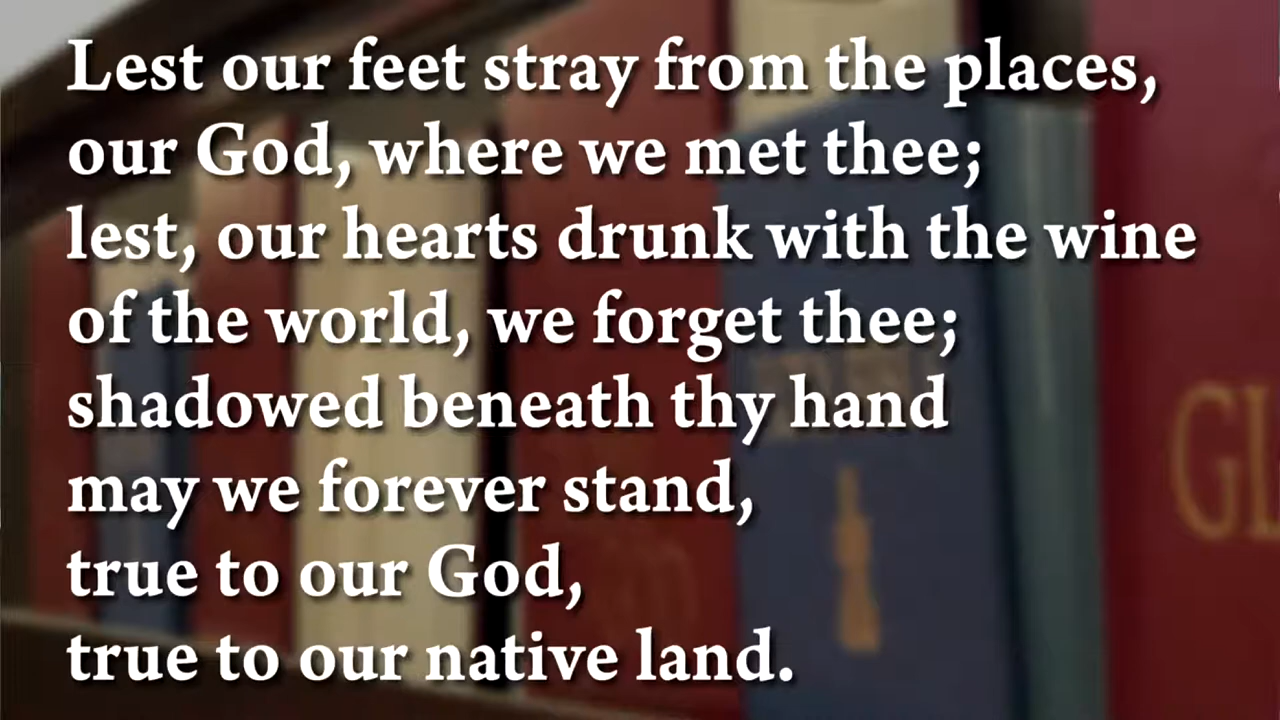 Lest our feet stray from the places,
our God, where we met thee;
lest, our hearts drunk with the wine
of the world, we forget thee;
shadowed beneath thy hand
may we forever stand,
true to our God,
true to our native land.